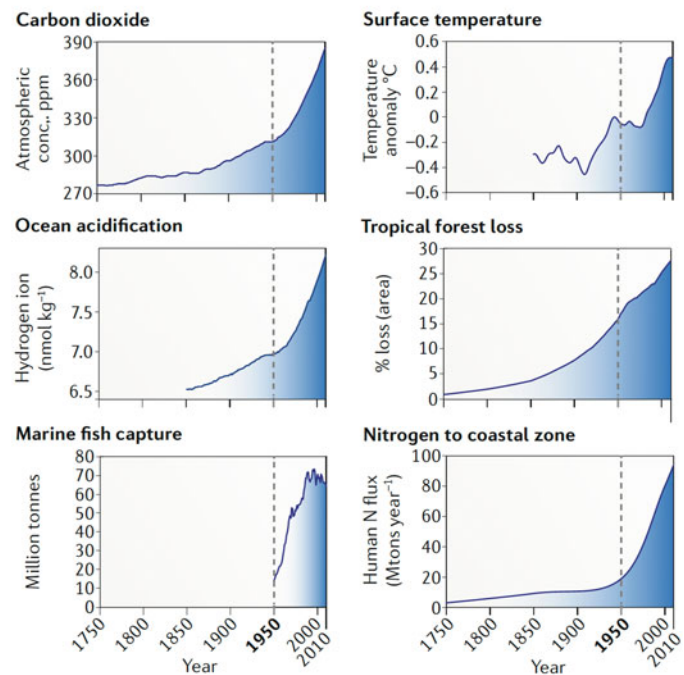 Carbon dioxide
Atmospheric
conc., ppm
390
360
330
300
270
Surface temperature
Temperature
anomaly °C
0.6
0.4
0.2
0
−0.2
−0.4
−0.6
Ocean acidification
Hydrogen ion
(nmol kg⁻¹)
8.0
7.5
7.0
6.5
Tropical forest loss
% loss (area)
30
25
20
15
10
5
0
Marine fish capture
Million tonnes
80
70
60
50
40
30
20
10
0
1750
1800
1850
1900
1950
2000
2010
Year
Nitrogen to coastal zone
Human N flux
(Mtons year⁻¹)
100
80
60
40
20
0
1750
1800
1850
1900
1950
2000
2010
Year